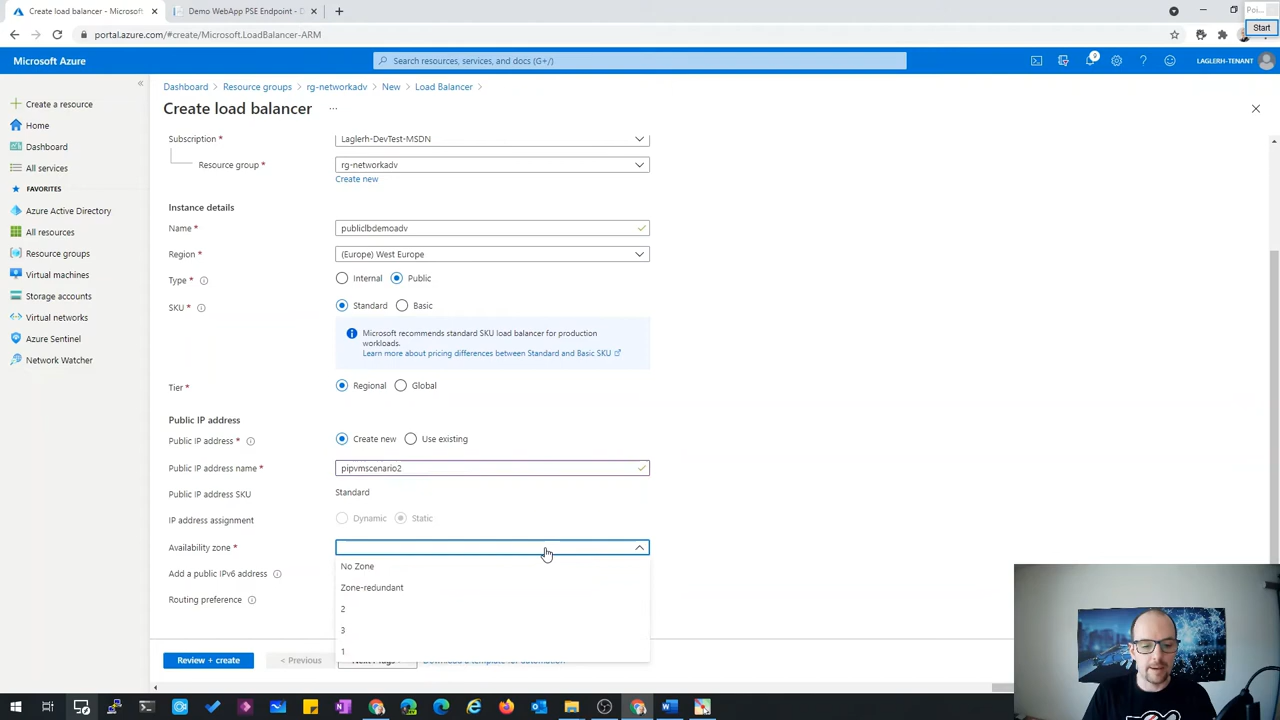 Create load balancer - Microsoft
Demo WebApp PSE Endpoint - D
Start
portal.azure.com/#create/Microsoft.LoadBalancer-ARM
Microsoft Azure
Search resources, services, and docs (G+/)
LAGLERH-TENANT
Create a resource
Home
Dashboard
All services
FAVORITES
Azure Active Directory
All resources
Resource groups
Virtual machines
Storage accounts
Virtual networks
Azure Sentinel
Network Watcher
Dashboard > Resource groups > rg-networkadv > New > Load Balancer >
Create load balancer ...
Subscription * Laglerh-DevTest-MSDN
Resource group * rg-networkadv
Create new
Instance details
Name * publiclbdemoadv
Region * (Europe) West Europe
Type * Internal Public
SKU * Standard Basic
Microsoft recommends standard SKU load balancer for production
workloads.
Learn more about pricing differences between Standard and Basic SKU
Tier * Regional Global
Public IP address
Public IP address * Create new Use existing
Public IP address name * pipvmscenario2
Public IP address SKU Standard
IP address assignment Dynamic Static
Availability zone *
No Zone
Add a public IPv6 address
Zone-redundant
Routing preference
2
3
1
Review + create
< Previous
Download a template for automation